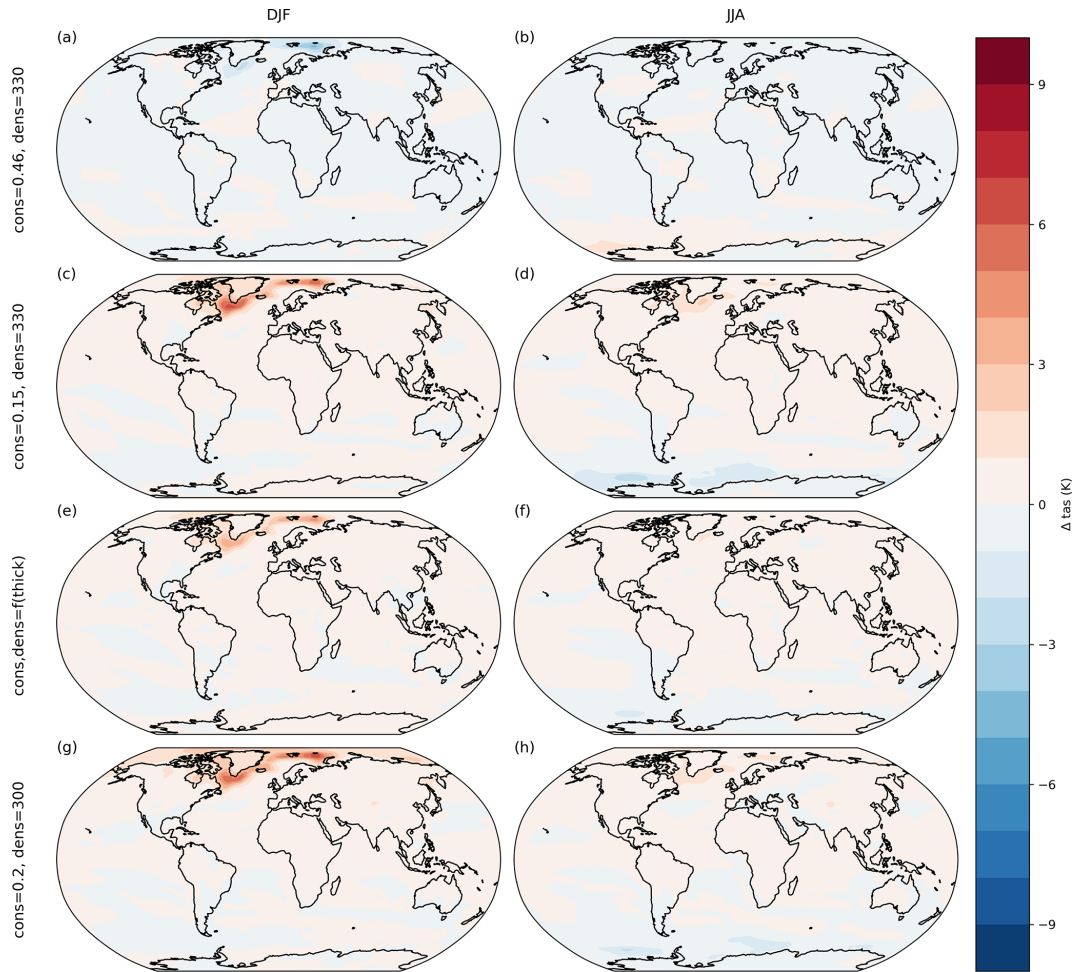 DJF
JJA
(a)
(b)
cons=0.46, dens=330
(c)
(d)
cons=0.15, dens=330
(e)
(f)
cons,dens=f(thick)
(g)
(h)
cons=0.2, dens=300
9
6
3
0
−3
−6
−9
Δ tas (K)